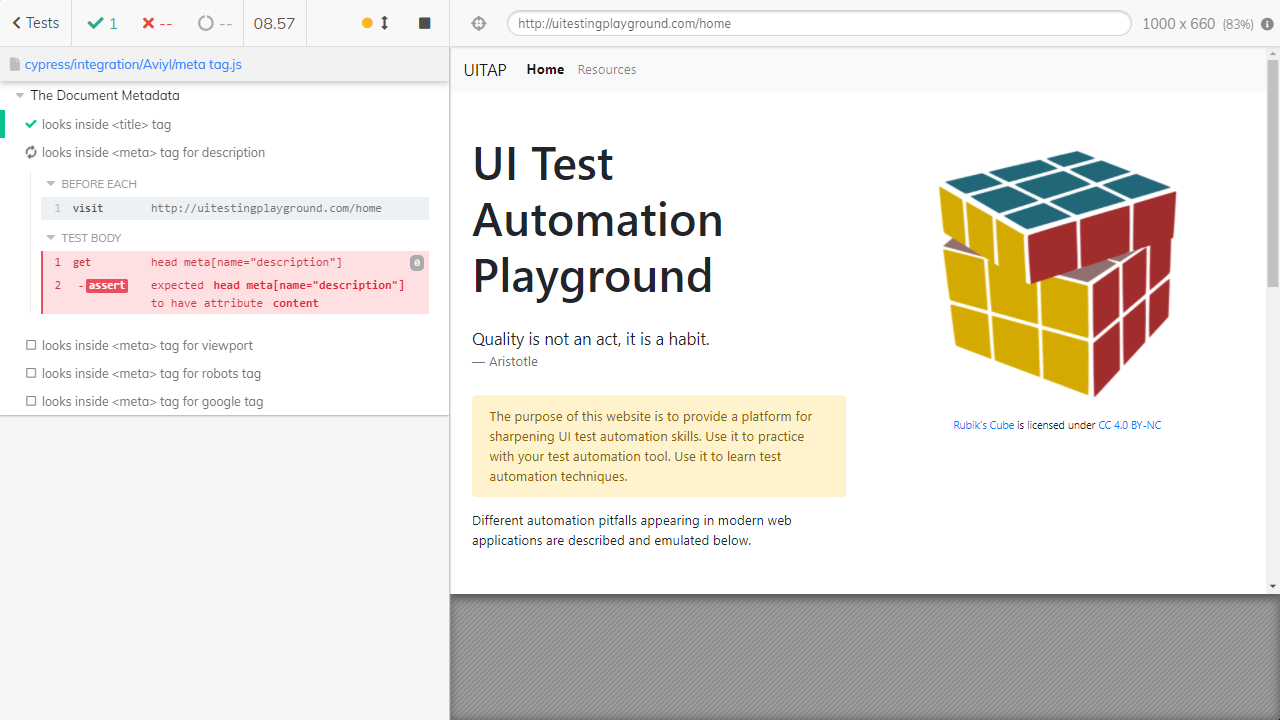 Tests 1 -- -- 08.57 http://uitestingplayground.com/home 1000 x 660 (83%)
cypress/integration/Aviyl/meta tag.js
The Document Metadata
looks inside <title> tag
looks inside <meta> tag for description
BEFORE EACH
1 visit http://uitestingplayground.com/home
TEST BODY
1 get head meta[name="description"] 0
2 -assert expected head meta[name="description"]
to have attribute content
looks inside <meta> tag for viewport
looks inside <meta> tag for robots tag
looks inside <meta> tag for google tag
UITAP Home Resources
UI Test
Automation
Playground
Quality is not an act, it is a habit.
— Aristotle
The purpose of this website is to provide a platform for
sharpening UI test automation skills. Use it to practice
with your test automation tool. Use it to learn test
automation techniques.
Different automation pitfalls appearing in modern web
applications are described and emulated below.
Rubik's Cube is licensed under CC 4.0 BY-NC